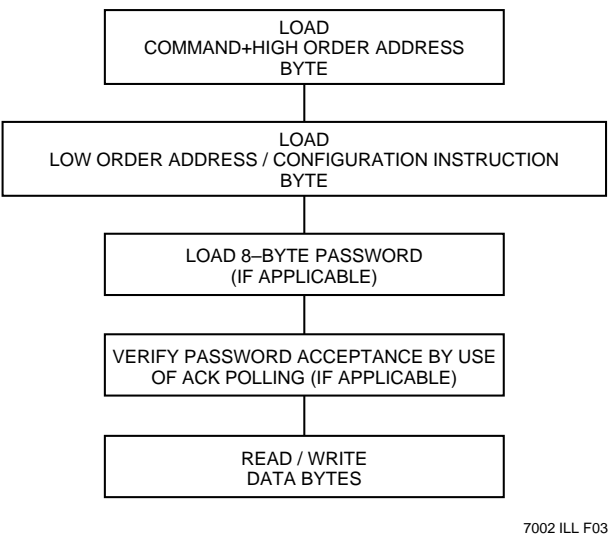 LOAD
COMMAND+HIGH ORDER ADDRESS
BYTE
LOAD
LOW ORDER ADDRESS / CONFIGURATION INSTRUCTION
BYTE
LOAD 8–BYTE PASSWORD
(IF APPLICABLE)
VERIFY PASSWORD ACCEPTANCE BY USE
OF ACK POLLING (IF APPLICABLE)
READ / WRITE
DATA BYTES
7002 ILL F03